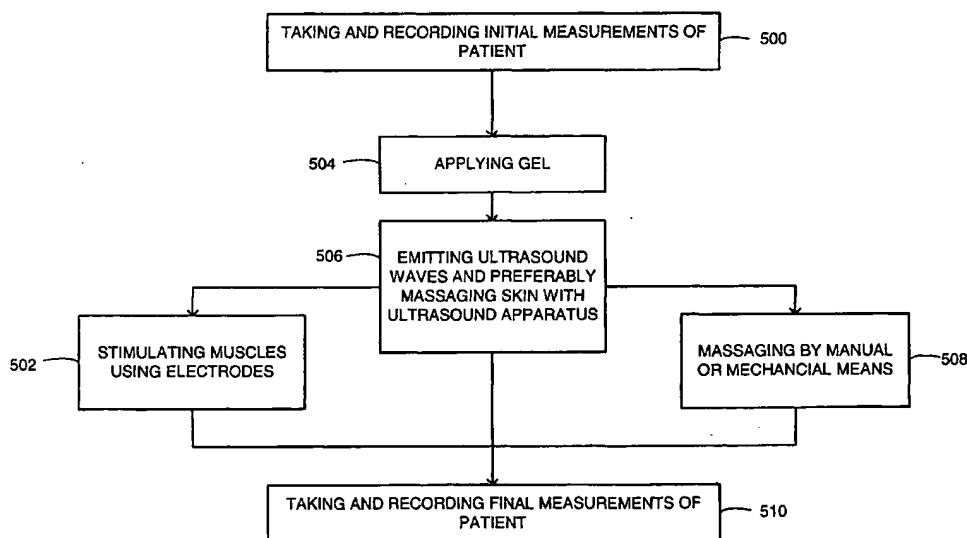 TAKING AND RECORDING INITIAL MEASUREMENTS OF
PATIENT
500
504
APPLYING GEL
506
EMITTING ULTRASOUND
WAVES AND PREFERABLY
MASSAGING SKIN WITH
ULTRASOUND APPARATUS
502
STIMULATING MUSCLES
USING ELECTRODES
MASSAGING BY MANUAL
OR MECHANCIAL MEANS
508
TAKING AND RECORDING FINAL MEASUREMENTS OF
PATIENT
510